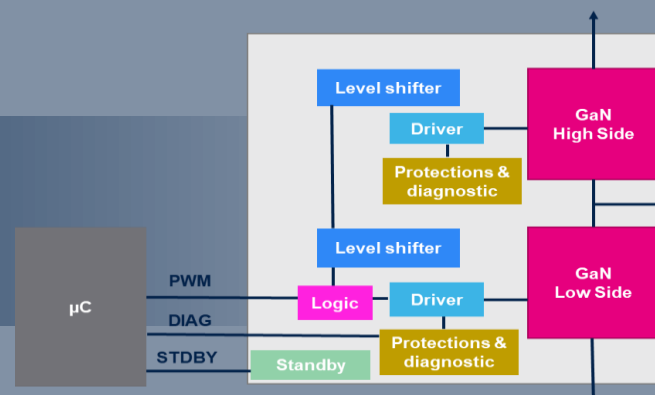 Level shifter
Driver
GaN
High Side
Protections &
diagnostic
Level shifter
GaN
Low Side
µC
PWM
Logic
Driver
DIAG
Protections &
diagnostic
STDBY
Standby